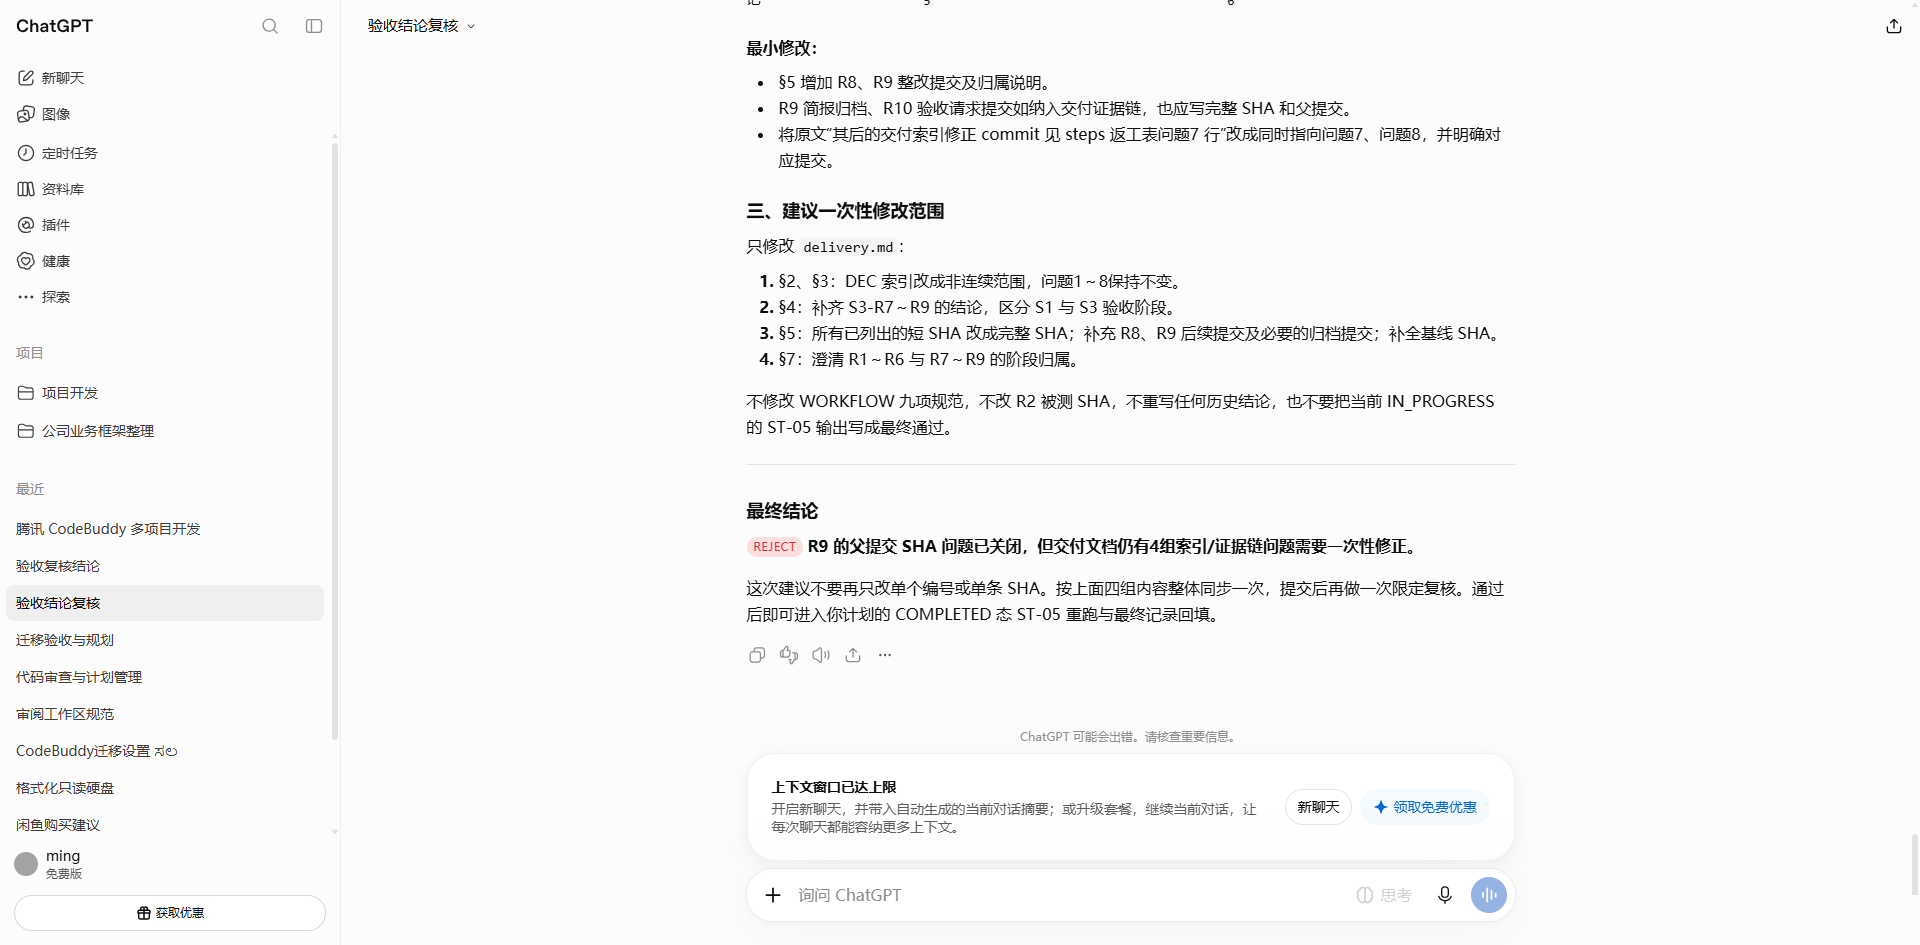 ChatGPT
新聊天
图像
定时任务
资料库
插件
健康
探索
项目
项目开发
公司业务框架整理
最近
腾讯 CodeBuddy 多项目开发
验收复核结论
验收结论复核
迁移验收与规划
代码审查与计划管理
审阅工作区规范
CodeBuddy迁移设置
格式化只读硬盘
闲鱼购买建议
ming
免费版
获取优惠
验收结论复核
记 5 6
最小修改：
• §5 增加 R8、R9 整改提交及归属说明。
• R9 简报归档、R10 验收请求提交如纳入交付证据链，也应写完整 SHA 和父提交。
• 将原文“其后的交付索引修正 commit 见 steps 返工表问题7 行”改成同时指向问题7、问题8，并明确对
应提交。
三、建议一次性修改范围
只修改 delivery.md：
1. §2、§3：DEC 索引改成非连续范围，问题1～8保持不变。
2. §4：补齐 S3-R7～R9 的结论，区分 S1 与 S3 验收阶段。
3. §5：所有已列出的短 SHA 改成完整 SHA；补充 R8、R9 后续提交及必要的归档提交；补全基线 SHA。
4. §7：澄清 R1～R6 与 R7～R9 的阶段归属。
不修改 WORKFLOW 九项规范，不改 R2 被测 SHA，不重写任何历史结论，也不要把当前 IN_PROGRESS
的 ST-05 输出写成最终通过。
最终结论
REJECT R9 的父提交 SHA 问题已关闭，但交付文档仍有4组索引/证据链问题需要一次性修正。
这次建议不要再只改单个编号或单条 SHA。按上面四组内容整体同步一次，提交后再做一次限定复核。通过
后即可进入你计划的 COMPLETED 态 ST-05 重跑与最终记录回填。
ChatGPT 可能会出错。请核查重要信息。
上下文窗口已达上限
开启新聊天，并带入自动生成的当前对话摘要；或升级套餐，继续当前对话，让
每次聊天都能容纳更多上下文。
新聊天
领取免费优惠
询问 ChatGPT
思考